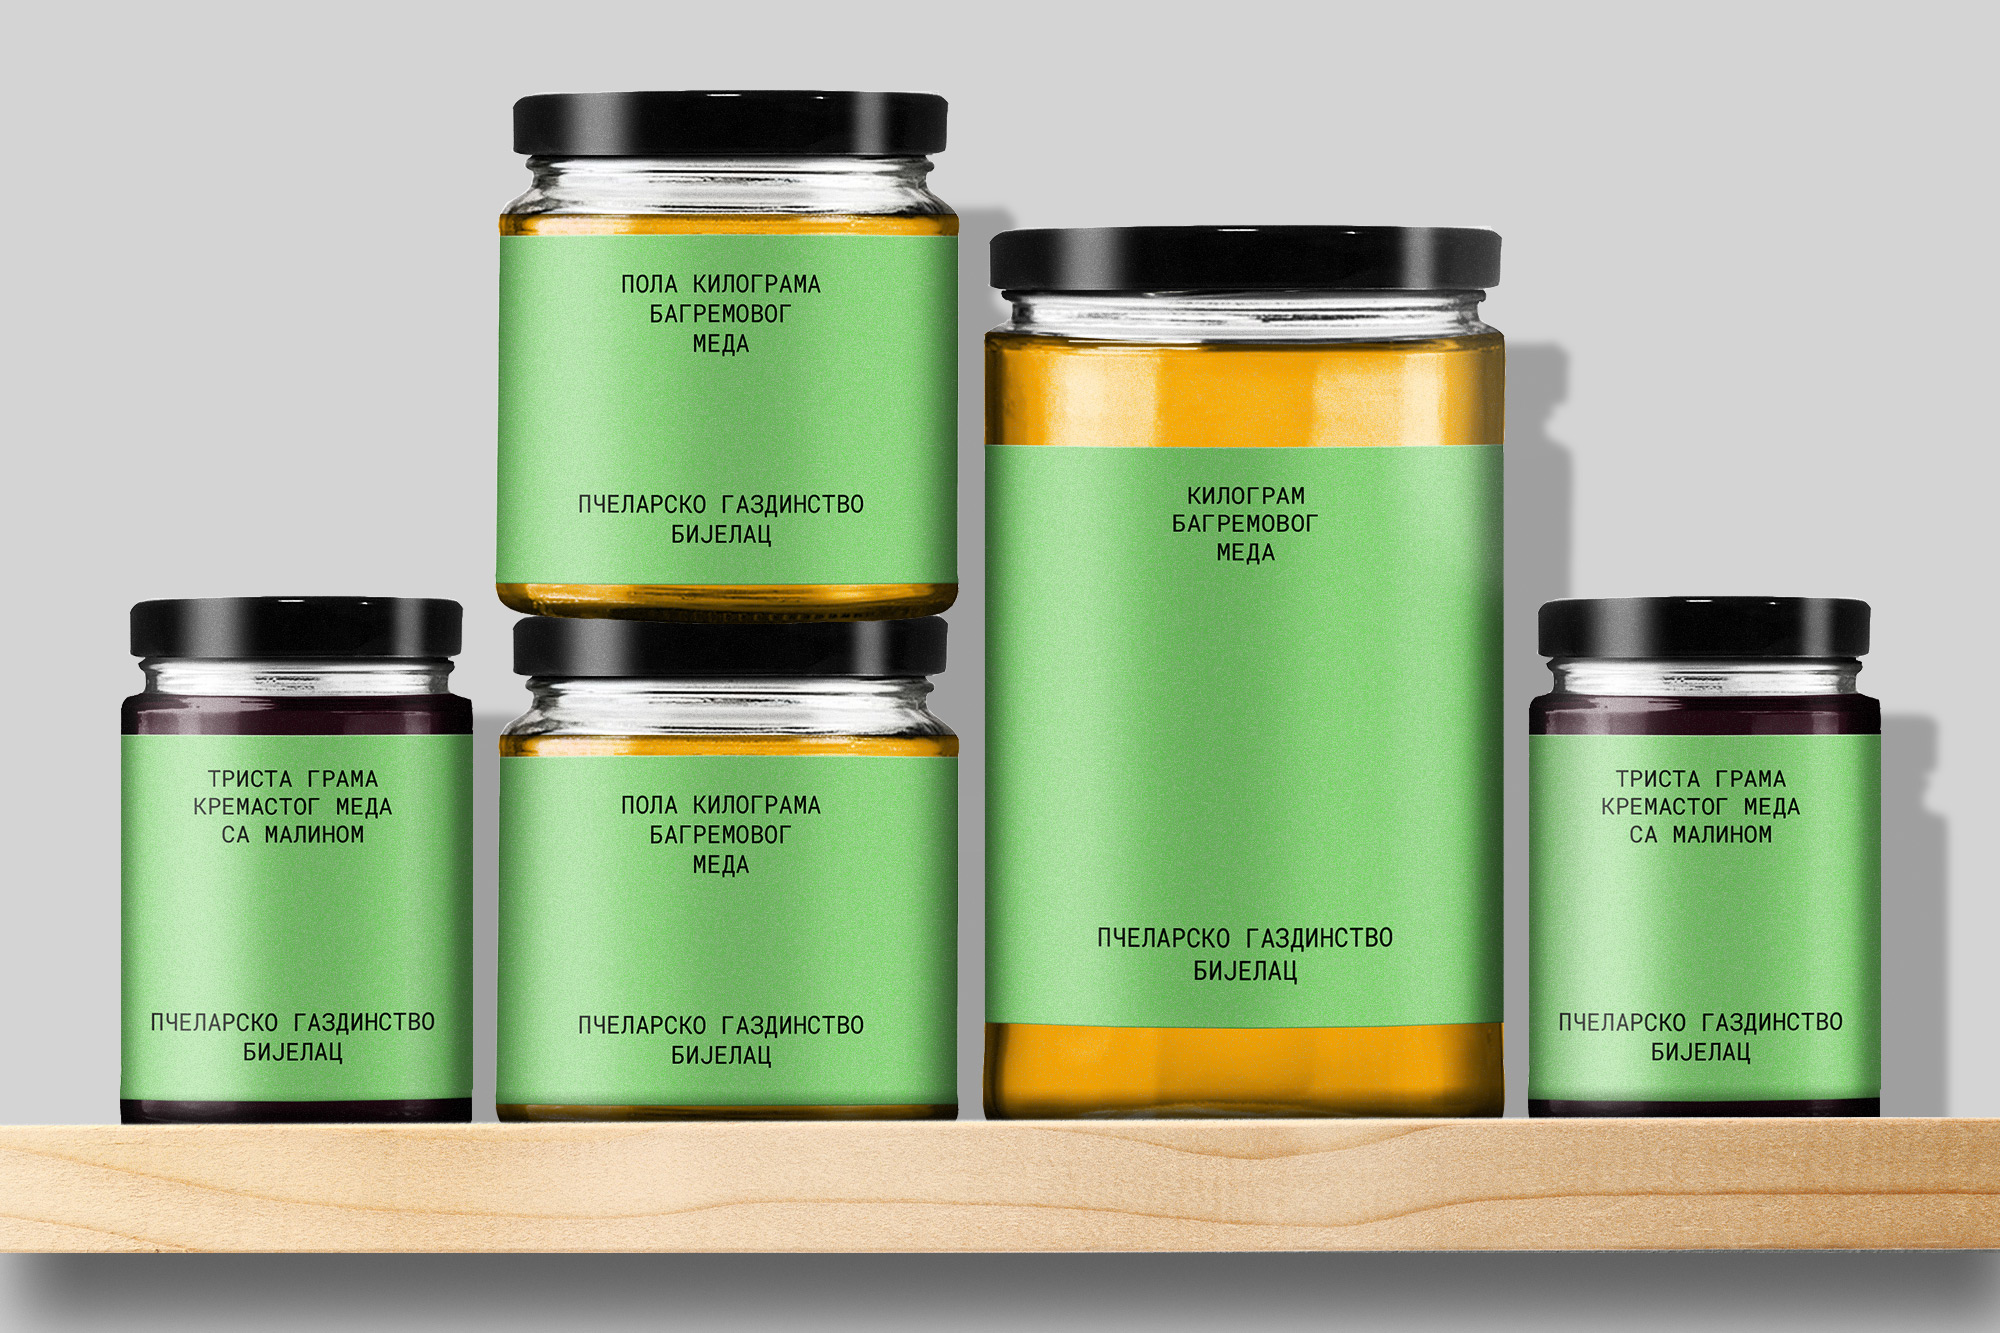 ПОЛА КИЛОГРАМА
БАГРЕМОВОГ
МЕДА
ПЧЕЛАРСКО ГАЗДИНСТВО
БИЈЕЛАЦ
КИЛОГРАМ
БАГРЕМОВОГ
МЕДА
ПЧЕЛАРСКО ГАЗДИНСТВО
БИЈЕЛАЦ
ТРИСТА ГРАМА
КРЕМАСТОГ МЕДА
СА МАЛИНОМ
ПЧЕЛАРСКО ГАЗДИНСТВО
БИЈЕЛАЦ
ПОЛА КИЛОГРАМА
БАГРЕМОВОГ
МЕДА
ПЧЕЛАРСКО ГАЗДИНСТВО
БИЈЕЛАЦ
ТРИСТА ГРАМА
КРЕМАСТОГ МЕДА
СА МАЛИНОМ
ПЧЕЛАРСКО ГАЗДИНСТВО
БИЈЕЛАЦ